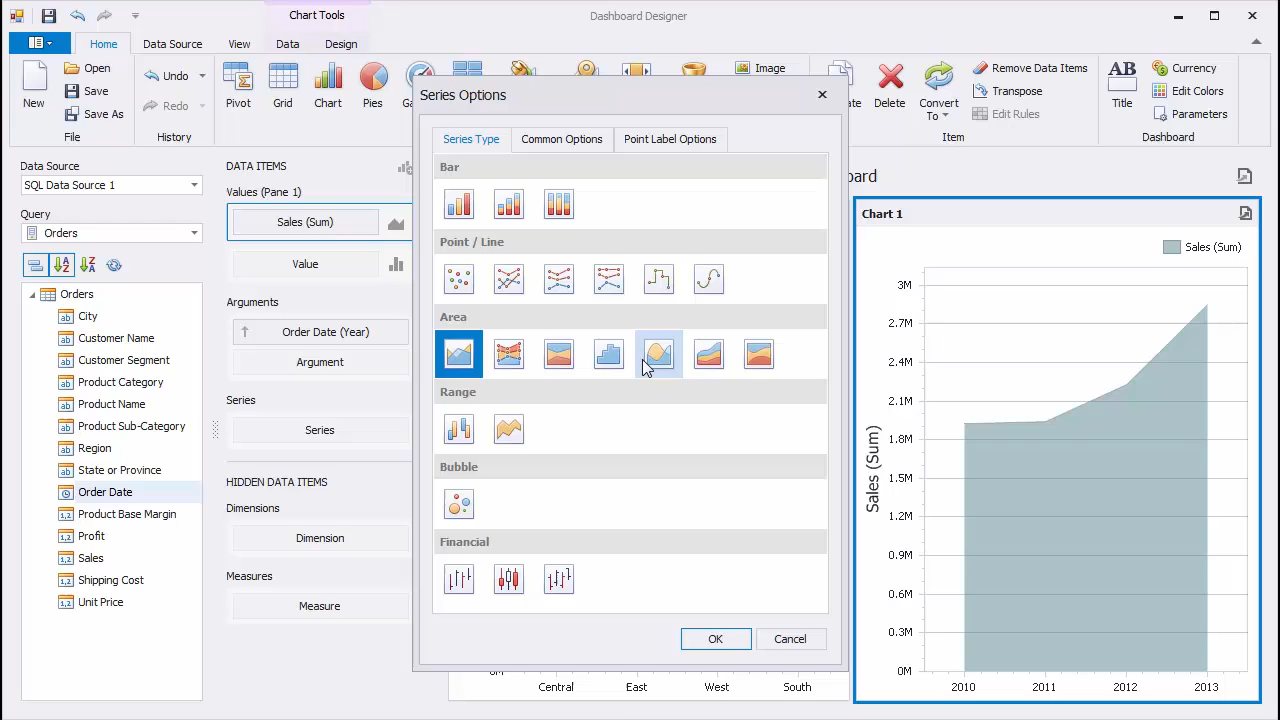 Chart Tools
Dashboard Designer
Home
Data Source
View
Data
Design
New
Open
Save
Save As
File
Undo
Redo
History
Pivot
Grid
Chart
Pies
Image
Delete
Convert
To
Remove Data Items
Transpose
Edit Rules
Item
AB
Title
Currency
Edit Colors
Parameters
Dashboard
Data Source
SQL Data Source 1
Query
Orders
Orders
City
Customer Name
Customer Segment
Product Category
Product Name
Product Sub-Category
Region
State or Province
Order Date
Product Base Margin
Profit
Sales
Shipping Cost
Unit Price
DATA ITEMS
Values (Pane 1)
Sales (Sum)
Value
Arguments
Order Date (Year)
Argument
Series
Series
HIDDEN DATA ITEMS
Dimensions
Dimension
Measures
Measure
Series Options
Series Type
Common Options
Point Label Options
Bar
Point / Line
Area
Range
Bubble
Financial
OK
Cancel
Central
East
West
South
Chart 1
Sales (Sum)
3M
2.7M
2.4M
2.1M
1.8M
1.5M
1.2M
0.9M
0.6M
0.3M
0M
Sales (Sum)
2010
2011
2012
2013